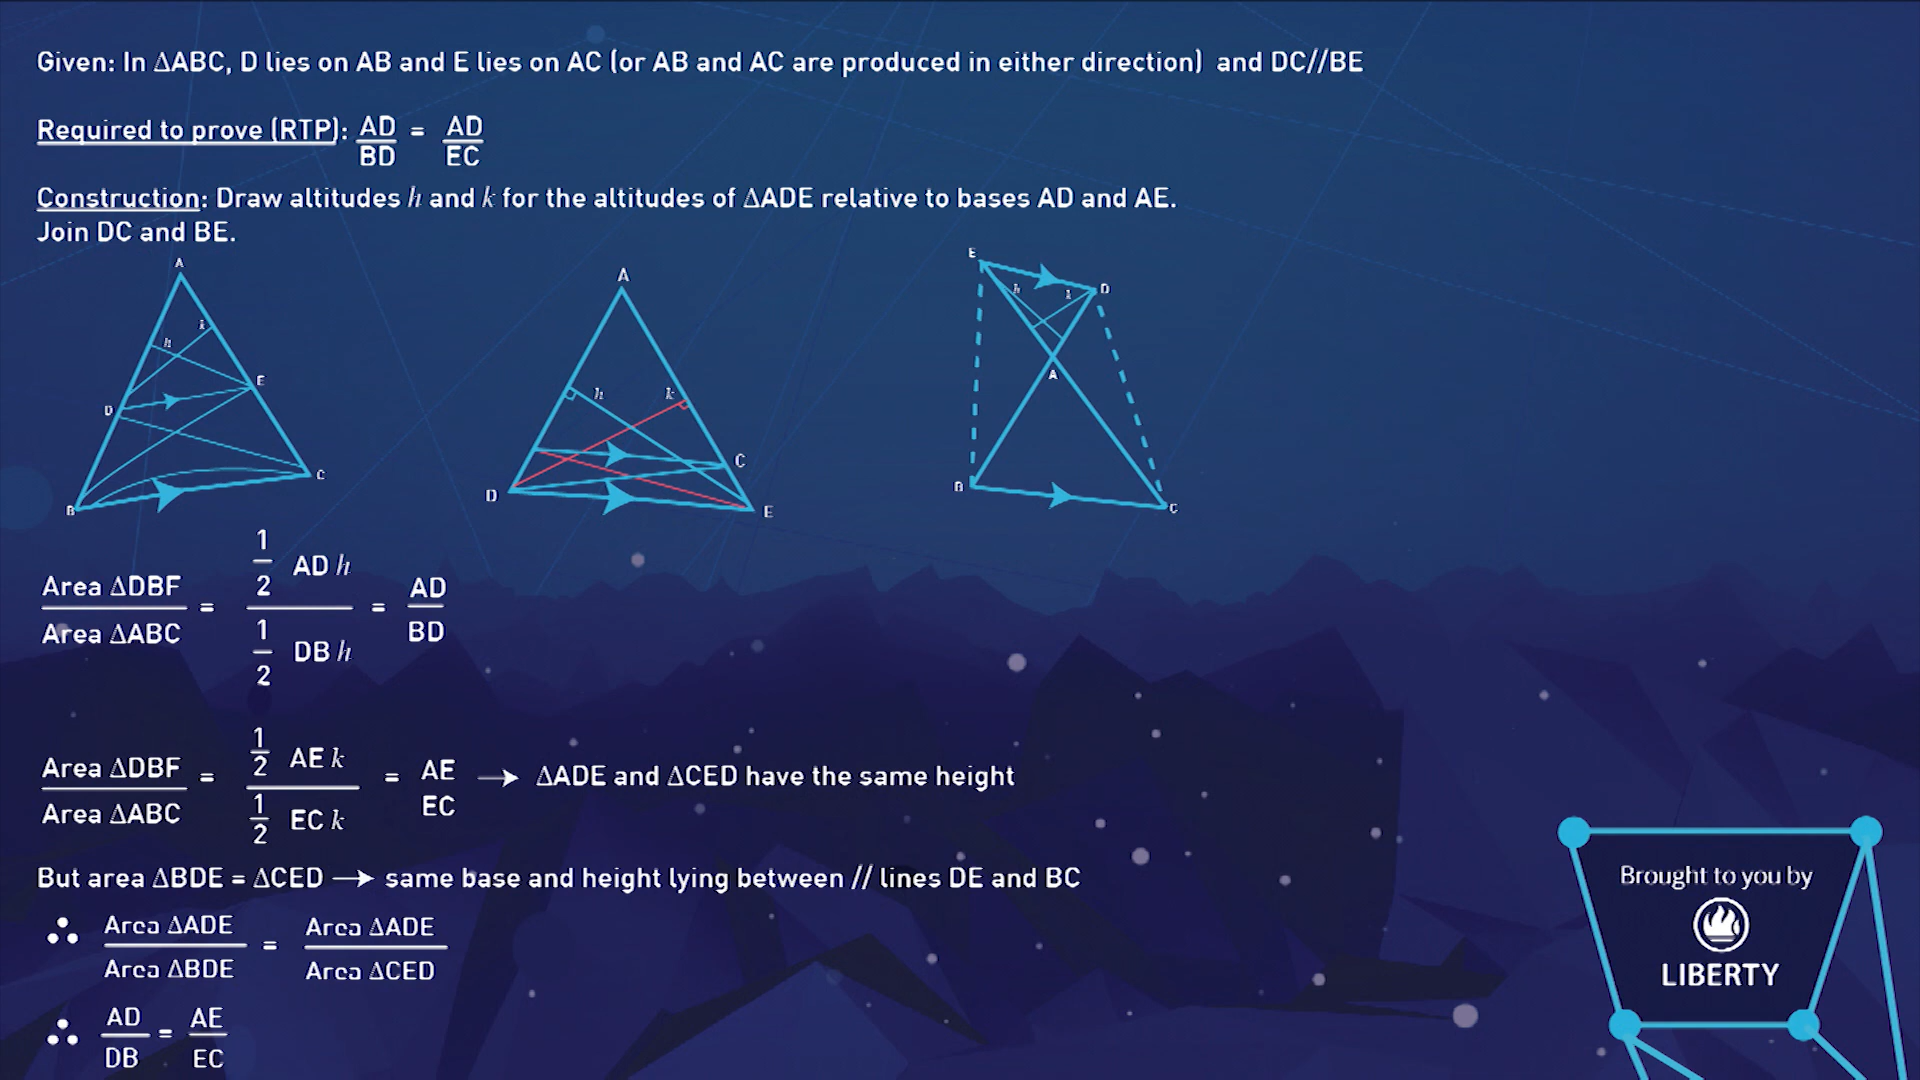 Given: In ΔABC, D lies on AB and E lies on AC (or AB and AC are produced in either direction) and DC//BE
Required to prove (RTP): AD/BD = AD/EC
Construction: Draw altitudes h and k for the altitudes of ΔADE relative to bases AD and AE.
Join DC and BE.
A
k
h
E
D
C
B
A
h
k
C
D
E
E
h
k
D
A
B
C
Area ΔDBF / Area ΔABC = 1/2 AD h / 1/2 DB h = AD/BD
Area ΔDBF / Area ΔABC = 1/2 AE k / 1/2 EC k = AE EC → ΔADE and ΔCED have the same height
But area ΔBDE = ΔCED → same base and height lying between // lines DE and BC
∴ Area ΔADE / Area ΔBDE = Area ΔADE / Area ΔCED
∴ AD/DB = AE/EC
Brought to you by
LIBERTY